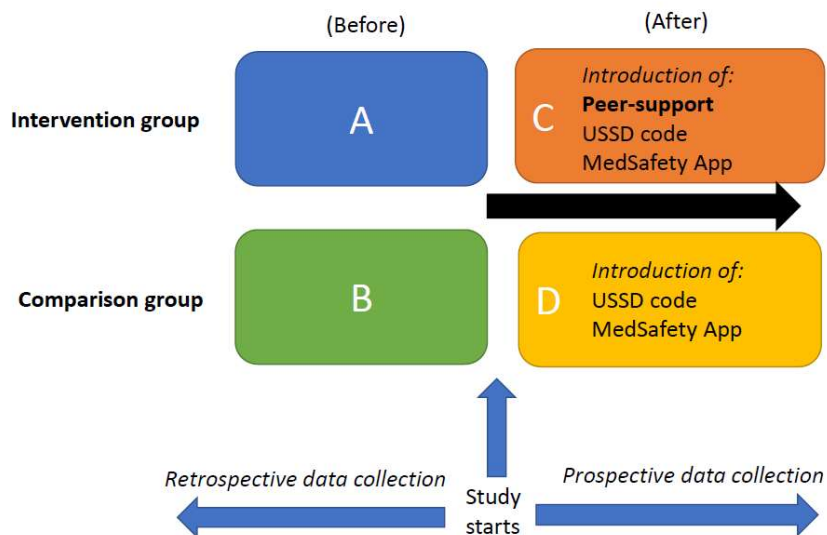 (Before)
(After)
Intervention group
A
C
Introduction of:
Peer-support
USSD code
MedSafety App
Comparison group
B
D
Introduction of:
USSD code
MedSafety App
Retrospective data collection
Study
starts
Prospective data collection